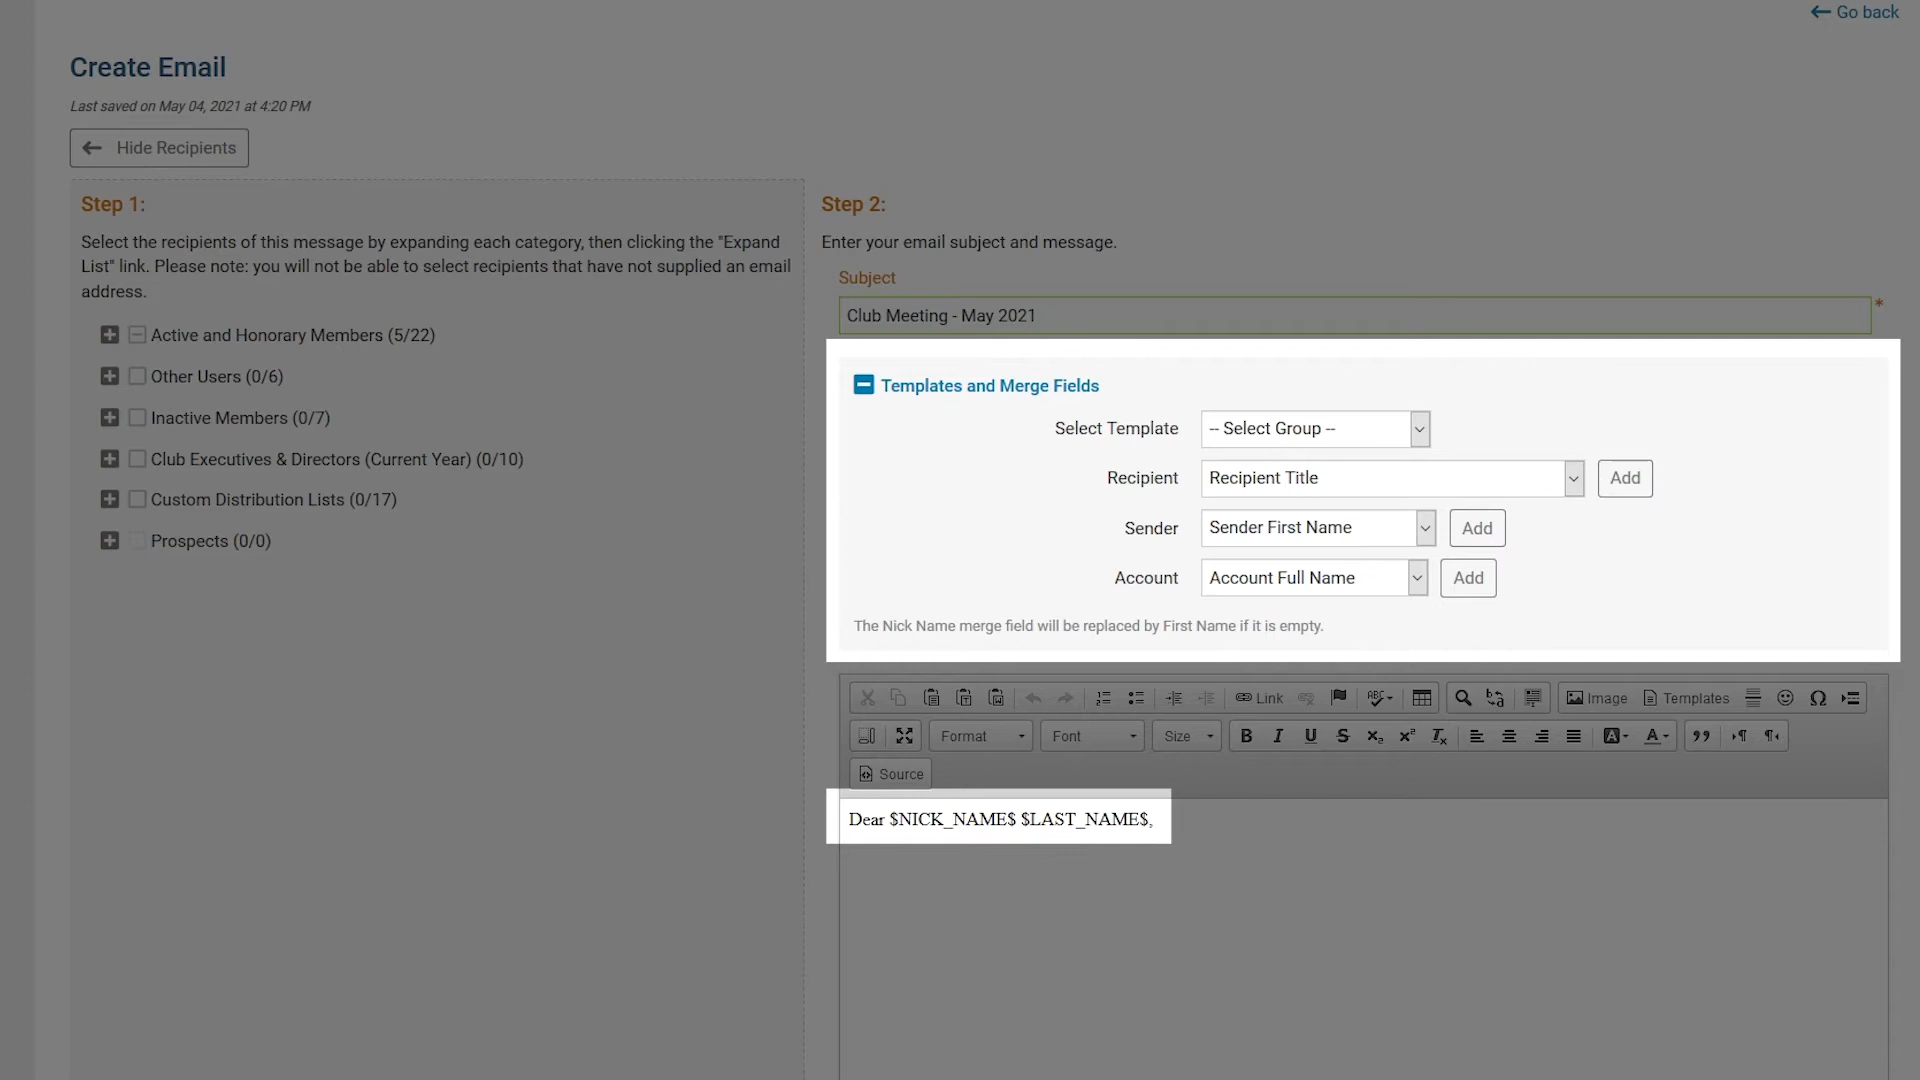 Go back
Create Email
Last saved on May 04, 2021 at 4:20 PM
Hide Recipients
Step 1:
Select the recipients of this message by expanding each category, then clicking the "Expand
List" link. Please note: you will not be able to select recipients that have not supplied an email
address.
Active and Honorary Members (5/22)
Other Users (0/6)
Inactive Members (0/7)
Club Executives & Directors (Current Year) (0/10)
Custom Distribution Lists (0/17)
Prospects (0/0)
Step 2:
Enter your email subject and message.
Subject
Club Meeting - May 2021 *
Templates and Merge Fields
Select Template -- Select Group --
Recipient Recipient Title Add
Sender Sender First Name Add
Account Account Full Name Add
The Nick Name merge field will be replaced by First Name if it is empty.
Link ABC Image Templates Ω
Format Font Size B I U S x₂ x² Tx A A
Source
Dear $NICK_NAME$ $LAST_NAME$,